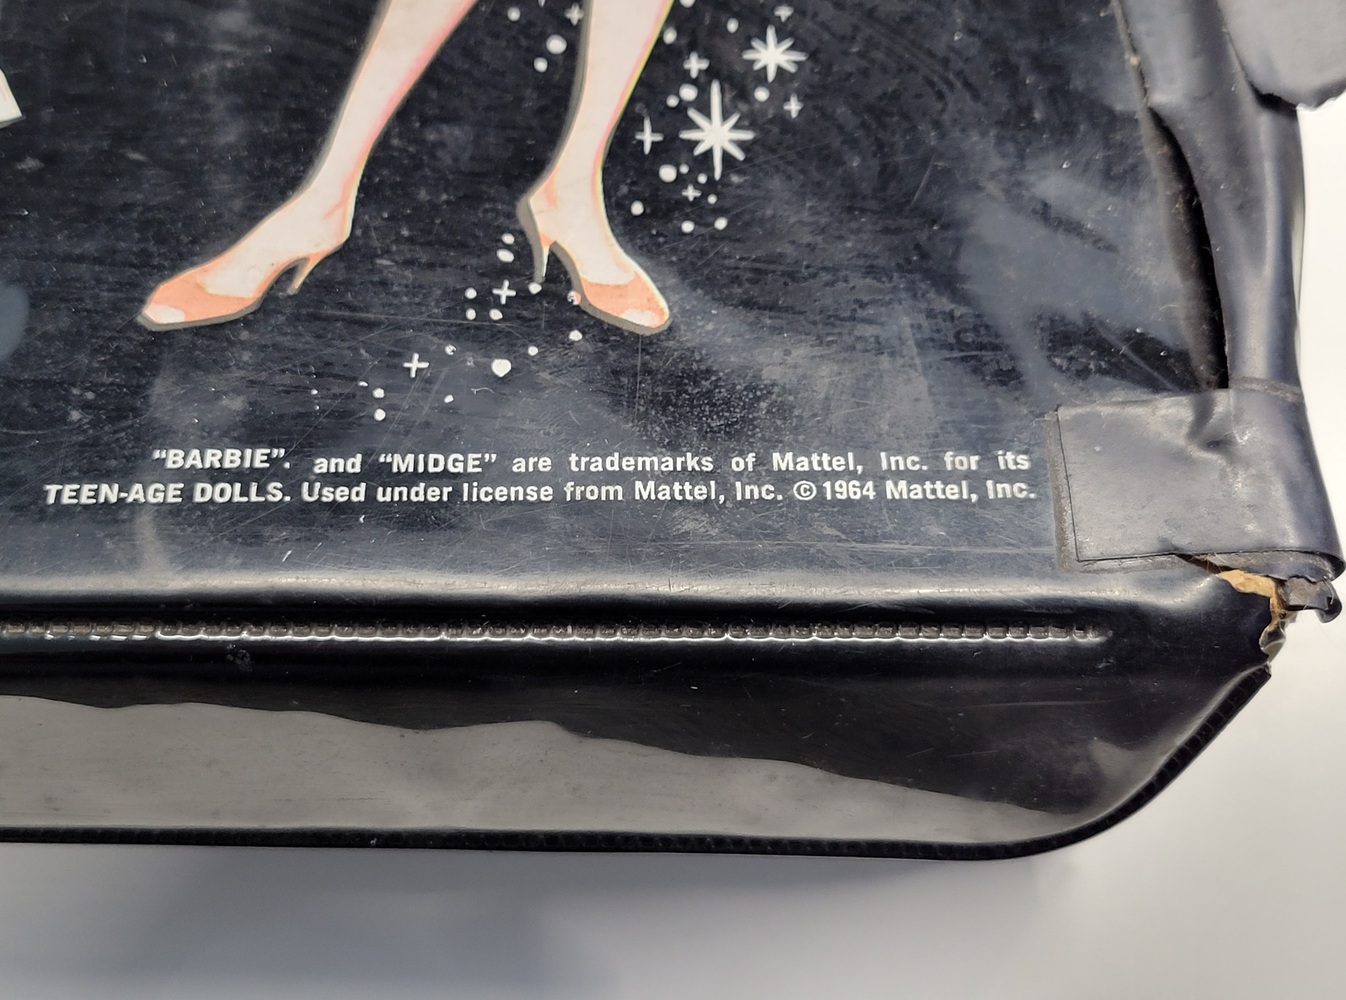 "BARBIE". and "MIDGE" are trademarks of Mattel, Inc. for its
TEEN-AGE DOLLS. Used under license from Mattel, Inc. © 1964 Mattel, Inc.